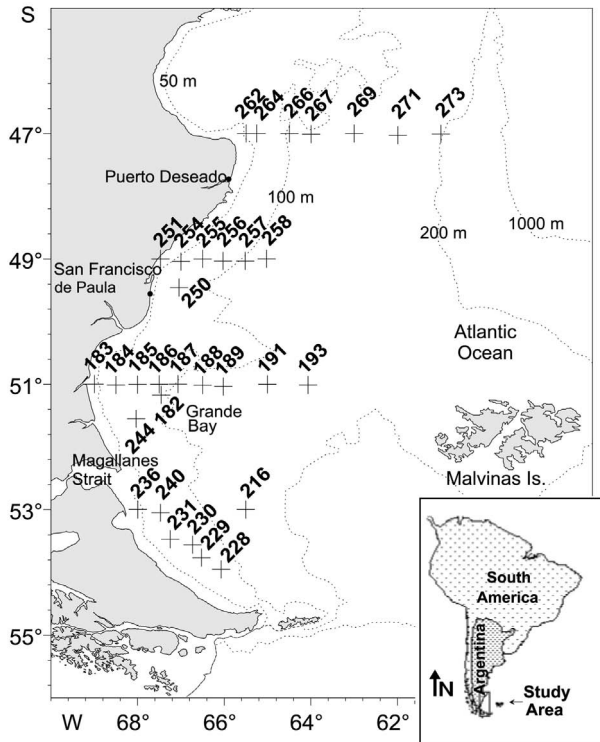 S
50 m
262 264 266 267 269 271 273
47°
Puerto Deseado
100 m
251 254 255 256 257 258
200 m
1000 m
49°
San Francisco
de Paula
250
Atlantic
Ocean
183 184 185 186 187 188 189 191 193
51°
182
Grande
Bay
244
Magallanes
Strait
Malvinas Is.
236 240 216
53°
231 230 229 228
South
America
Argentina
55°
N
Study
Area
W 68° 66° 64° 62°